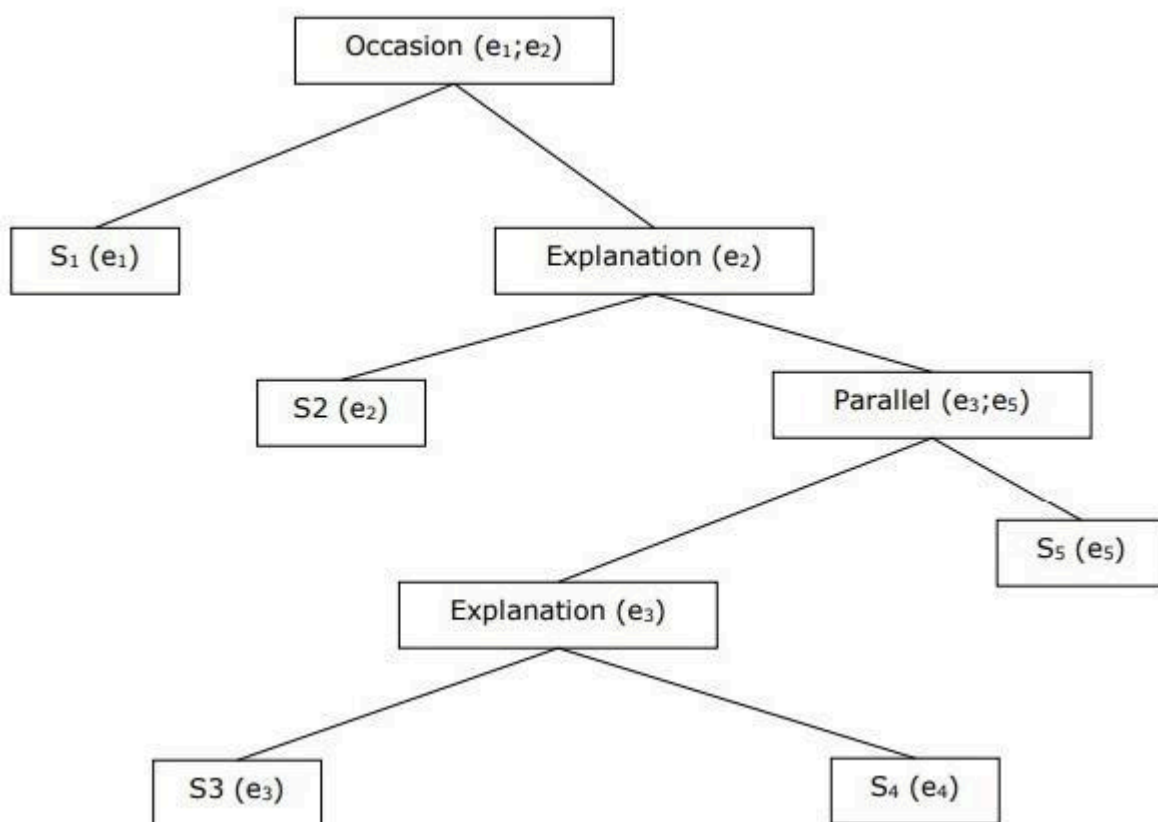 Occasion (e₁;e₂)
S₁ (e₁)
Explanation (e₂)
S2 (e₂)
Parallel (e₃;e₅)
S₅ (e₅)
Explanation (e₃)
S3 (e₃)
S₄ (e₄)